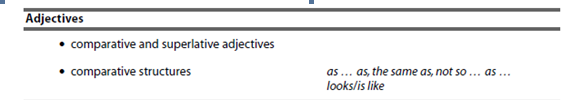 Adjectives
• comparative and superlative adjectives
• comparative structures as … as, the same as, not so … as …
looks/is like